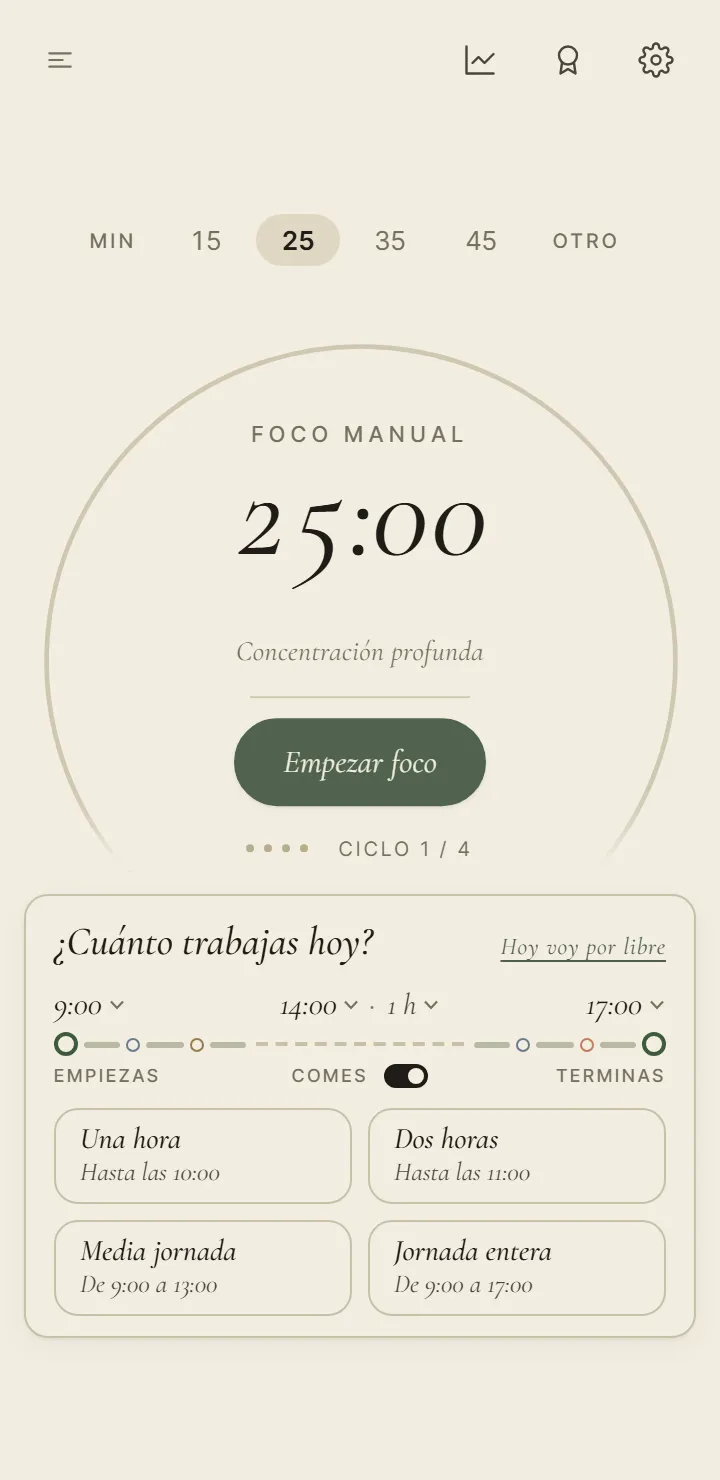 MIN 15 25 35 45 OTRO
FOCO MANUAL
25:00
Concentración profunda
Empezar foco
CICLO 1 / 4
¿Cuánto trabajas hoy?
Hoy voy por libre
9:00 14:00 · 1 h 17:00
EMPIEZAS COMES TERMINAS
Una hora
Hasta las 10:00
Dos horas
Hasta las 11:00
Media jornada
De 9:00 a 13:00
Jornada entera
De 9:00 a 17:00